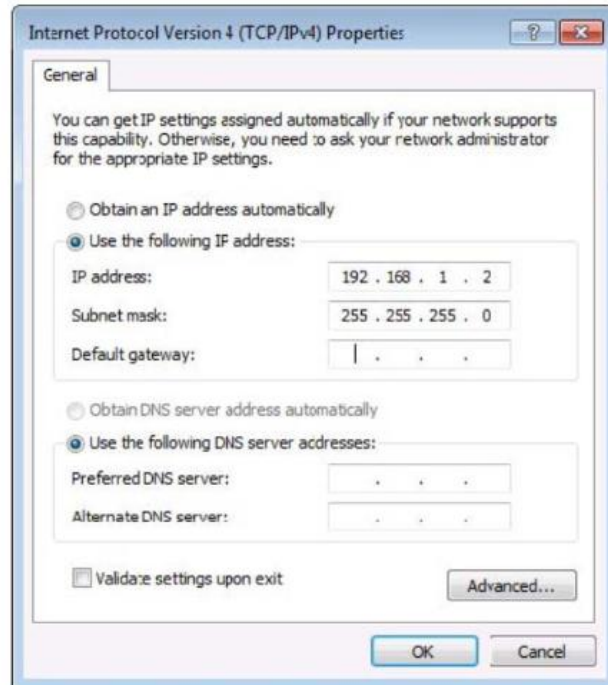 Internet Protocol Version 4 (TCP/IPv4) Properties
General
You can get IP settings assigned automatically if your network supports
this capability. Otherwise, you need to ask your network administrator
for the appropriate IP settings.
Obtain an IP address automatically
Use the following IP address:
IP address: 192 . 168 . 1 . 2
Subnet mask: 255 . 255 . 255 . 0
Default gateway: . . .
Obtain DNS server address automatically
Use the following DNS server addresses:
Preferred DNS server: . . .
Alternate DNS server: . . .
Validate settings upon exit
Advanced...
OK Cancel